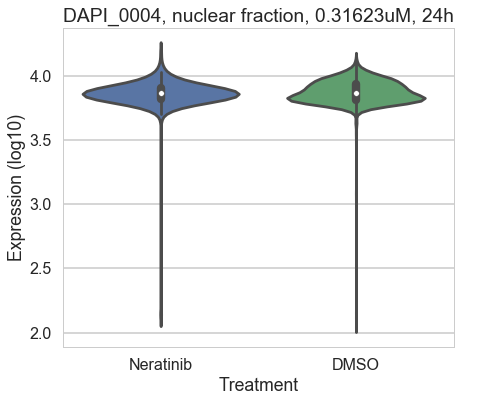 DAPI_0004, nuclear fraction, 0.31623uM, 24h
Expression (log10)
4.0
3.5
3.0
2.5
2.0
Neratinib DMSO
Treatment